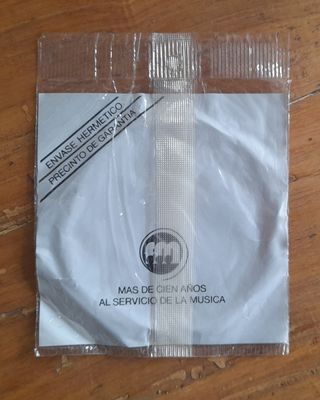 ENVASE HERMETICO
PRECINTO DE GARANTIA
MAS DE CIEN AÑOS
AL SERVICIO DE LA MUSICA